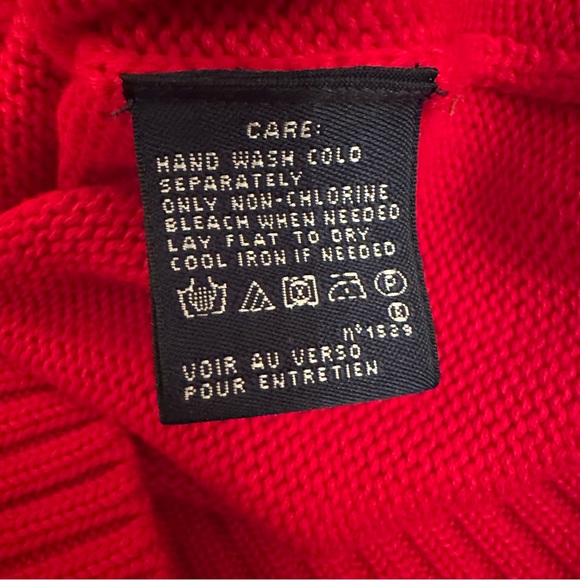 CARE:
HAND WASH COLD
SEPARATELY
ONLY NON-CHLORINE
BLEACH WHEN NEEDED
LAY FLAT TO DRY
COOL IRON IF NEEDED
P
K
n°1529
VOIR AU VERSO
POUR ENTRETIEN